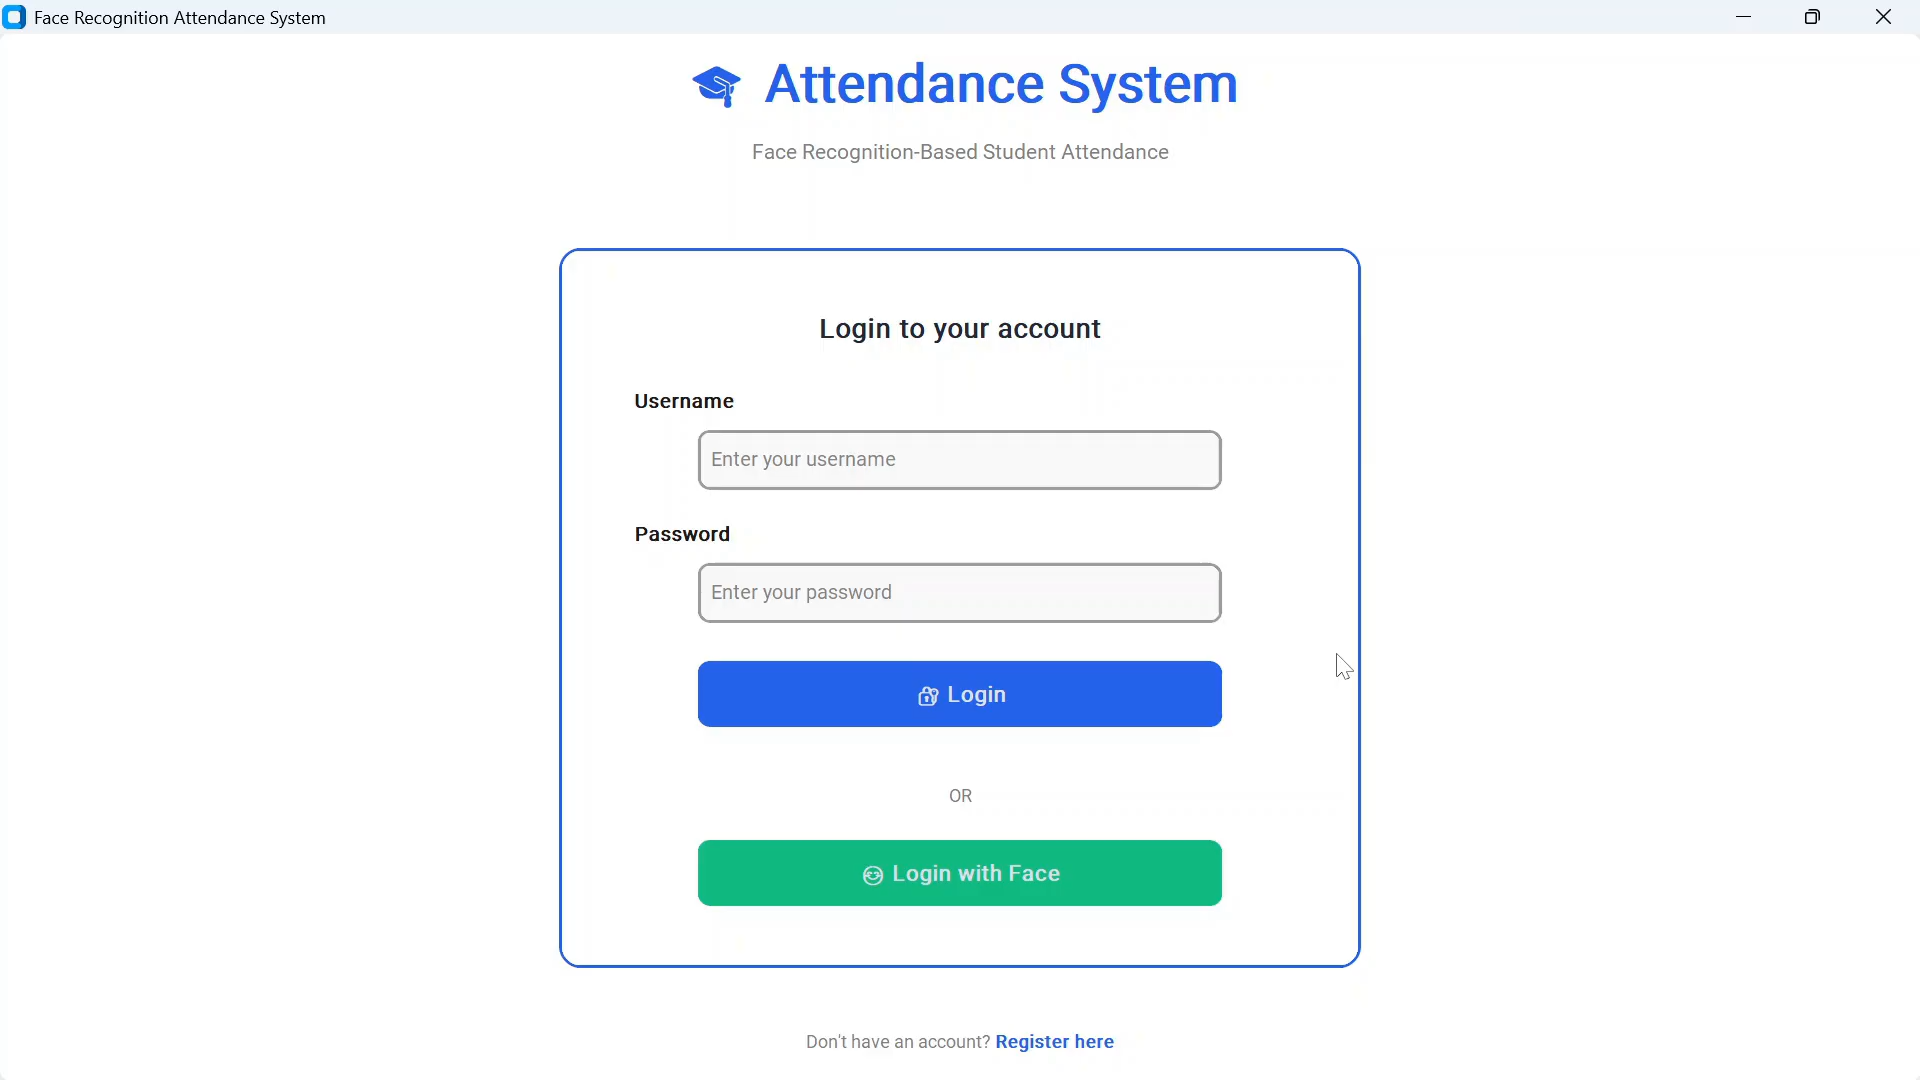 Face Recognition Attendance System
Attendance System
Face Recognition-Based Student Attendance
Login to your account
Username
Enter your username
Password
Enter your password
Login
OR
Login with Face
Don't have an account? Register here